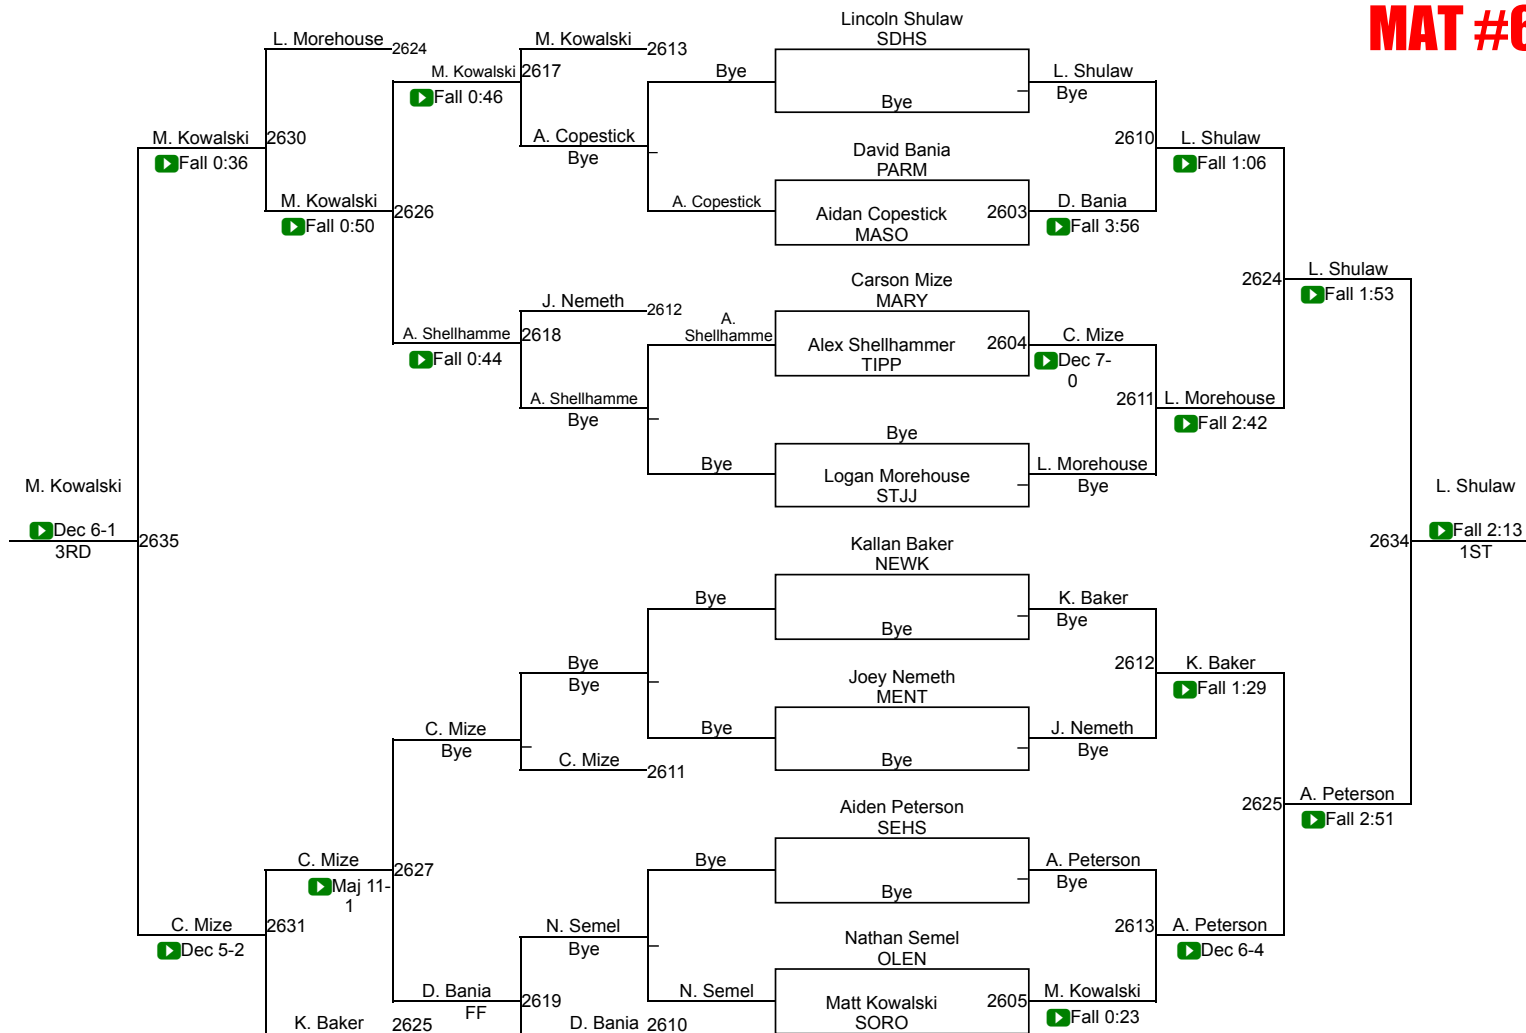 MAT #6
Lincoln Shulaw
SDHS
L. Morehouse 2624
M. Kowalski 2613
M. Kowalski 2617
Fall 0:46
Bye
Bye
L. Shulaw
Bye
M. Kowalski 2630
Fall 0:36
A. Copestick
Bye
David Bania
PARM
2610
L. Shulaw
Fall 1:06
M. Kowalski 2626
Fall 0:50
A. Copestick
Aidan Copestick 2603
MASO
D. Bania
Fall 3:56
Carson Mize
MARY
2624
L. Shulaw
Fall 1:53
J. Nemeth 2612
A. Shellhamme 2618
Fall 0:44
A.
Shellhamme
Alex Shellhammer 2604
TIPP
C. Mize
Dec 7-
0
A. Shellhamme
Bye
2611
L. Morehouse
Fall 2:42
Bye
Bye
Logan Morehouse
STJJ
L. Morehouse
Bye
M. Kowalski
Dec 6-1
3RD
2635
L. Shulaw
2634
Fall 2:13
1ST
Kallan Baker
NEWK
Bye
Bye
K. Baker
Bye
Bye
Bye
Joey Nemeth
MENT
2612
K. Baker
Fall 1:29
C. Mize
Bye
Bye
Bye
J. Nemeth
Bye
C. Mize 2611
Aiden Peterson
SEHS
2625
A. Peterson
Fall 2:51
C. Mize 2627
Maj 11-
1
Bye
Bye
A. Peterson
Bye
C. Mize 2631
Dec 5-2
N. Semel
Bye
Nathan Semel
OLEN
2613
A. Peterson
Dec 6-4
D. Bania 2619
FF
N. Semel
Matt Kowalski 2605
SORO
M. Kowalski
Fall 0:23
K. Baker 2625
D. Bania 2610